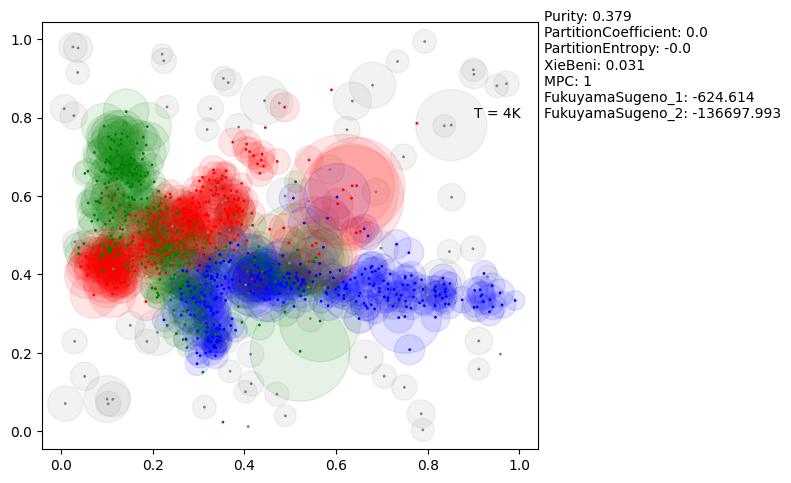 Purity: 0.379
PartitionCoefficient: 0.0
PartitionEntropy: -0.0
XieBeni: 0.031
MPC: 1
FukuyamaSugeno_1: -624.614
FukuyamaSugeno_2: -136697.993
T = 4K
1.0
0.8
0.6
0.4
0.2
0.0
0.0 0.2 0.4 0.6 0.8 1.0